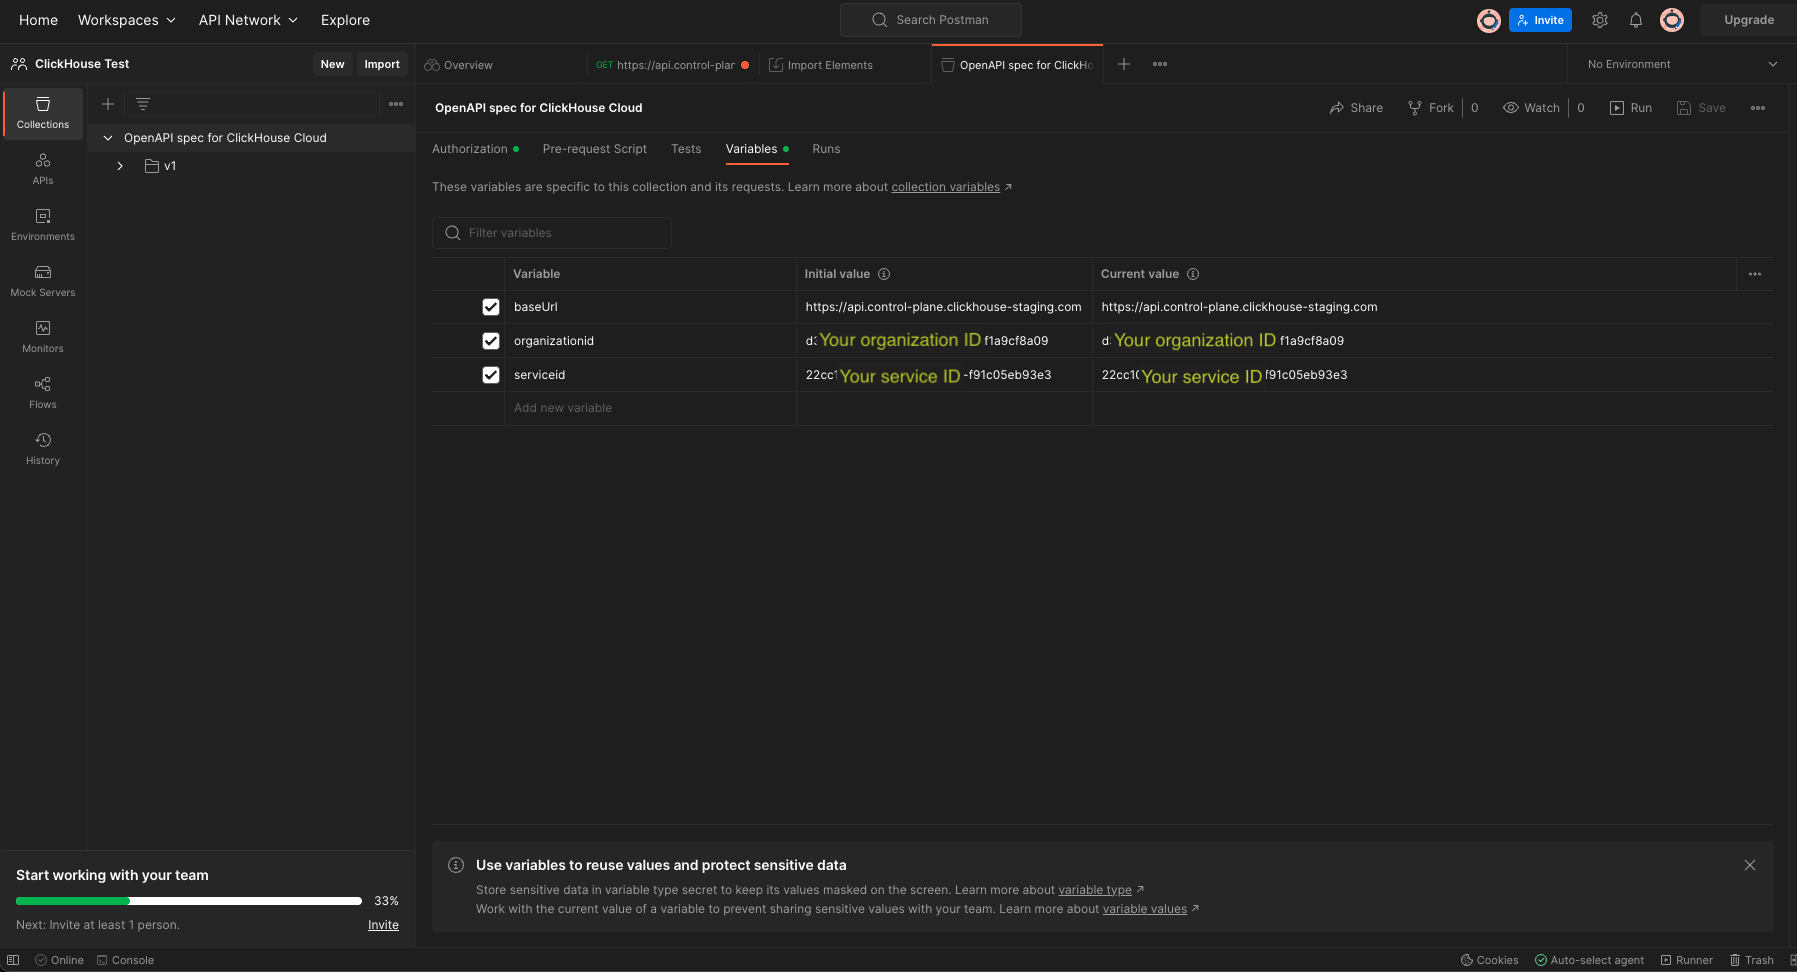 Home Workspaces API Network Explore Search Postman Invite Upgrade
ClickHouse Test New Import
Overview GET https://api.control-plar Import Elements OpenAPI spec for ClickHo No Environment
Collections
APIs
Environments
Mock Servers
Monitors
Flows
History
OpenAPI spec for ClickHouse Cloud
v1
OpenAPI spec for ClickHouse Cloud Share Fork 0 Watch 0 Run Save
Authorization Pre-request Script Tests Variables Runs
These variables are specific to this collection and its requests. Learn more about collection variables
Filter variables
Variable Initial value Current value
baseUrl https://api.control-plane.clickhouse-staging.com https://api.control-plane.clickhouse-staging.com
organizationid Your organization ID f1a9cf8a09 Your organization ID f1a9cf8a09
serviceid 22cc1 Your service ID -f91c05eb93e3 22cc1 Your service ID f91c05eb93e3
Add new variable
Use variables to reuse values and protect sensitive data
Store sensitive data in variable type secret to keep its values masked on the screen. Learn more about variable type
Work with the current value of a variable to prevent sharing sensitive values with your team. Learn more about variable values
Start working with your team
33%
Next: Invite at least 1 person. Invite
Online Console Cookies Auto-select agent Runner Trash